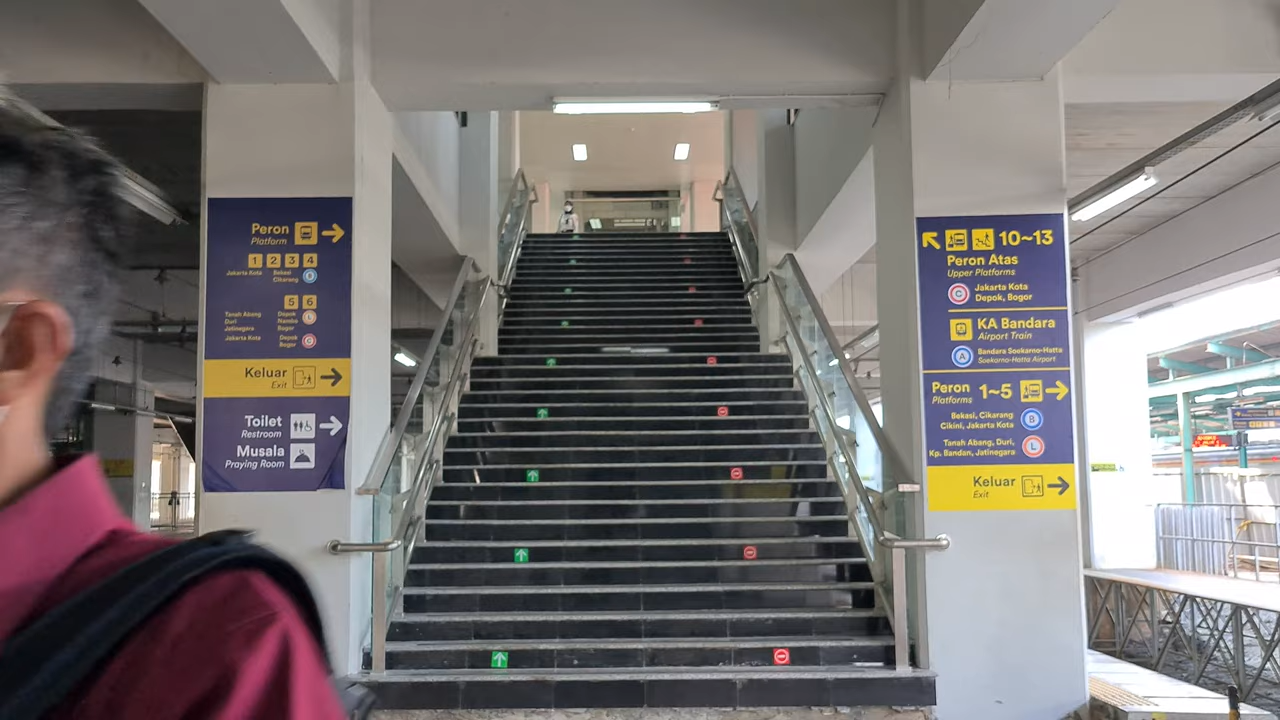 Peron
Platform
1 2 3 4
Jakarta Kota
Bekasi
Cikarang
B
5 6
Tanah Abang
Duri
Jatinegara
Depok
Nambo
Bogor
L
Jakarta Kota
Depok
Bogor
C
Keluar
Exit
Toilet
Restroom
Musala
Praying Room
10~13
Peron Atas
Upper Platforms
C
Jakarta Kota
Depok, Bogor
KA Bandara
Airport Train
A
Bandara Soekarno-Hatta
Soekarno-Hatta Airport
Peron
Platforms
1~5
Bekasi, Cikarang
Cikini, Jakarta Kota
B
Tanah Abang, Duri,
Kp. Bandan, Jatinegara
L
Keluar
Exit